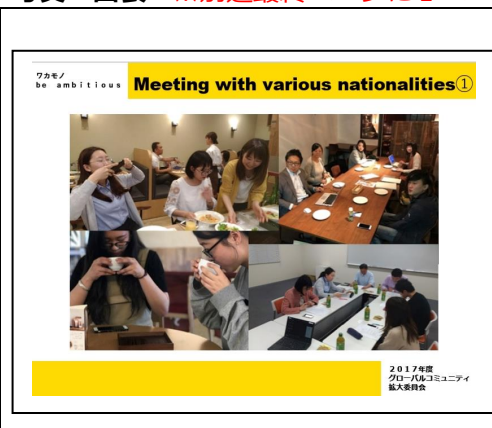 ワカモノ
be ambitious
Meeting with various nationalities①
2017年度
グローバルコミュニティ
拡大委員会